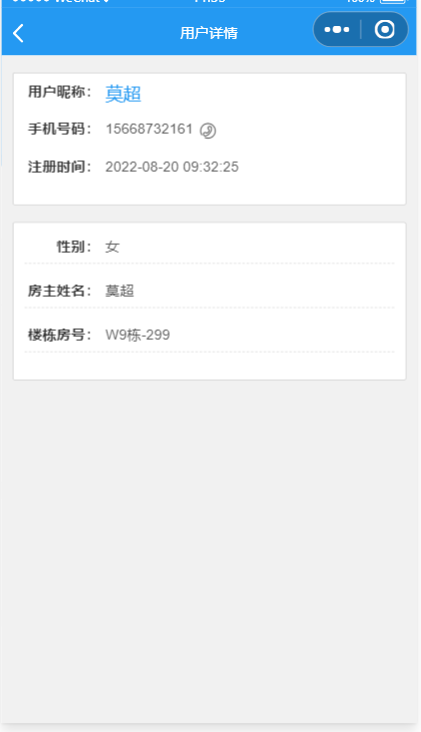 用户详情
用户昵称： 莫超
手机号码： 15668732161
注册时间： 2022-08-20 09:32:25
性别： 女
房主姓名： 莫超
楼栋房号： W9栋-299